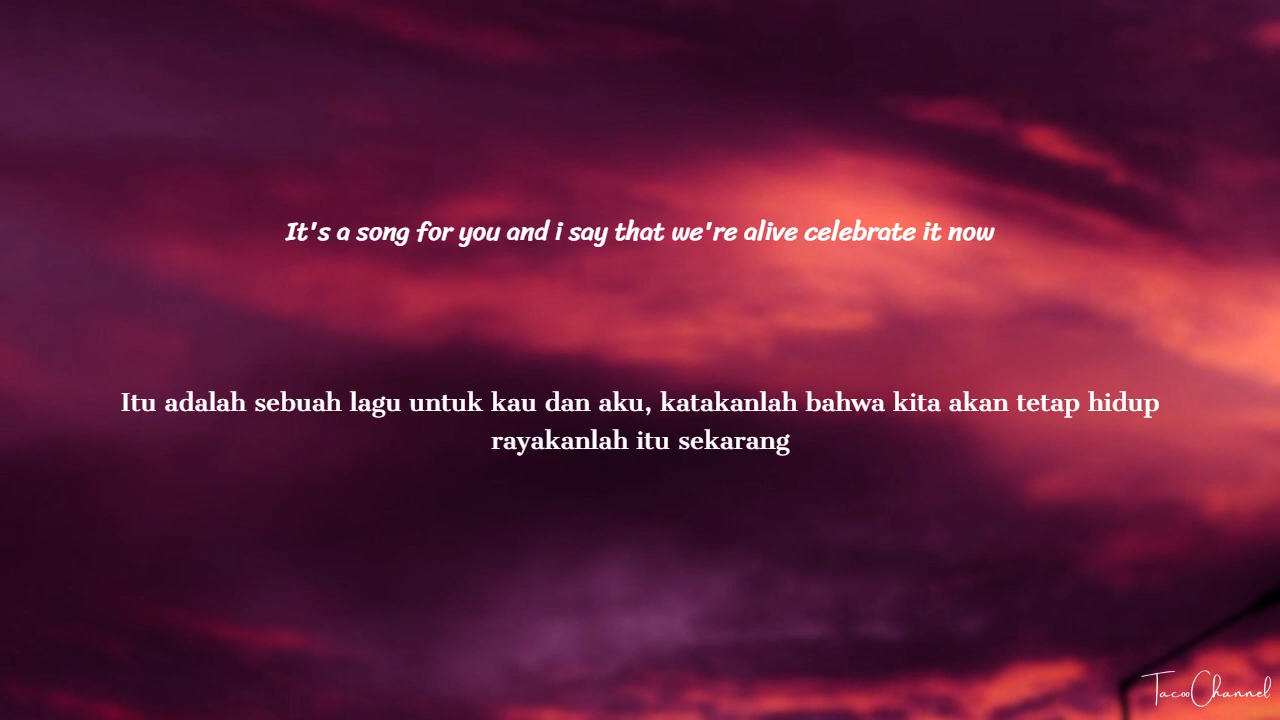 It's a song for you and i say that we're alive celebrate it now
Itu adalah sebuah lagu untuk kau dan aku, katakanlah bahwa kita akan tetap hidup
rayakanlah itu sekarang
TacooChannel